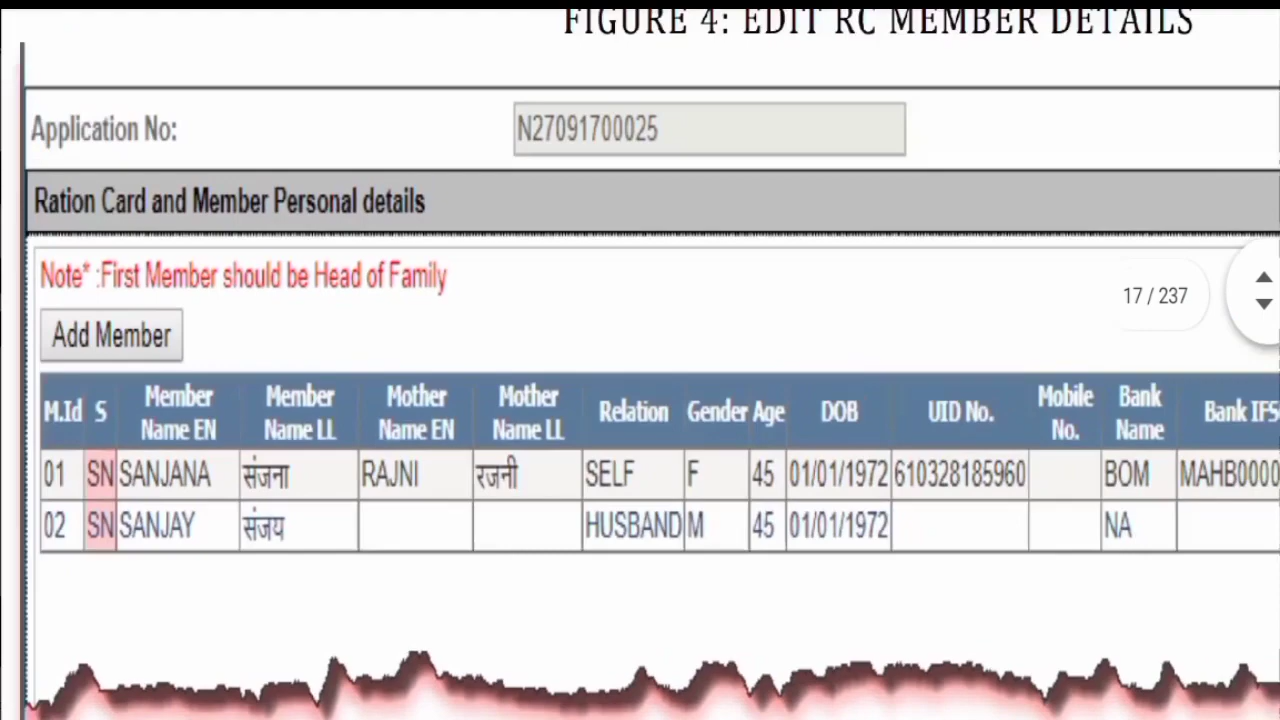 FIGURE 4: EDIT RC MEMBER DETAILS
Application No: N27091700025
Ration Card and Member Personal details
Note* :First Member should be Head of Family
17 / 237
Add Member
M.Id S Member Name EN Member Name LL Mother Name EN Mother Name LL Relation Gender Age DOB UID No. Mobile No. Bank Name Bank IFS
01 SN SANJANA संजना RAJNI रजनी SELF F 45 01/01/1972 610328185960 BOM MAHB0000
02 SN SANJAY संजय HUSBAND M 45 01/01/1972 NA